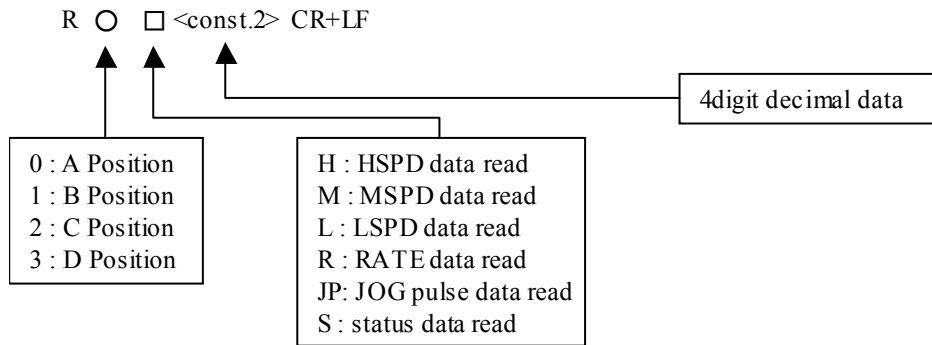 R ○ □ <const.2> CR+LF
4digit decimal data
0 : A Position
1 : B Position
2 : C Position
3 : D Position
H : HSPD data read
M : MSPD data read
L : LSPD data read
R : RATE data read
JP: JOG pulse data read
S : status data read